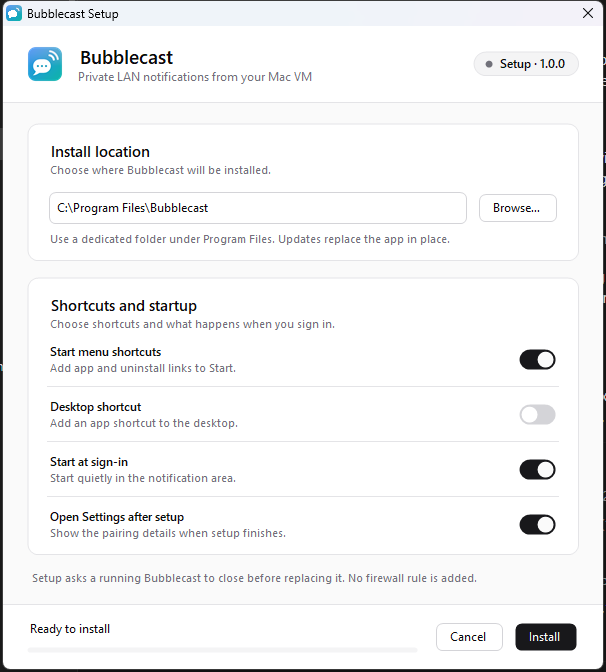 Bubblecast Setup
Bubblecast
Private LAN notifications from your Mac VM
Setup · 1.0.0
Install location
Choose where Bubblecast will be installed.
C:\Program Files\Bubblecast
Browse...
Use a dedicated folder under Program Files. Updates replace the app in place.
Shortcuts and startup
Choose shortcuts and what happens when you sign in.
Start menu shortcuts
Add app and uninstall links to Start.
Desktop shortcut
Add an app shortcut to the desktop.
Start at sign-in
Start quietly in the notification area.
Open Settings after setup
Show the pairing details when setup finishes.
Setup asks a running Bubblecast to close before replacing it. No firewall rule is added.
Ready to install
Cancel
Install